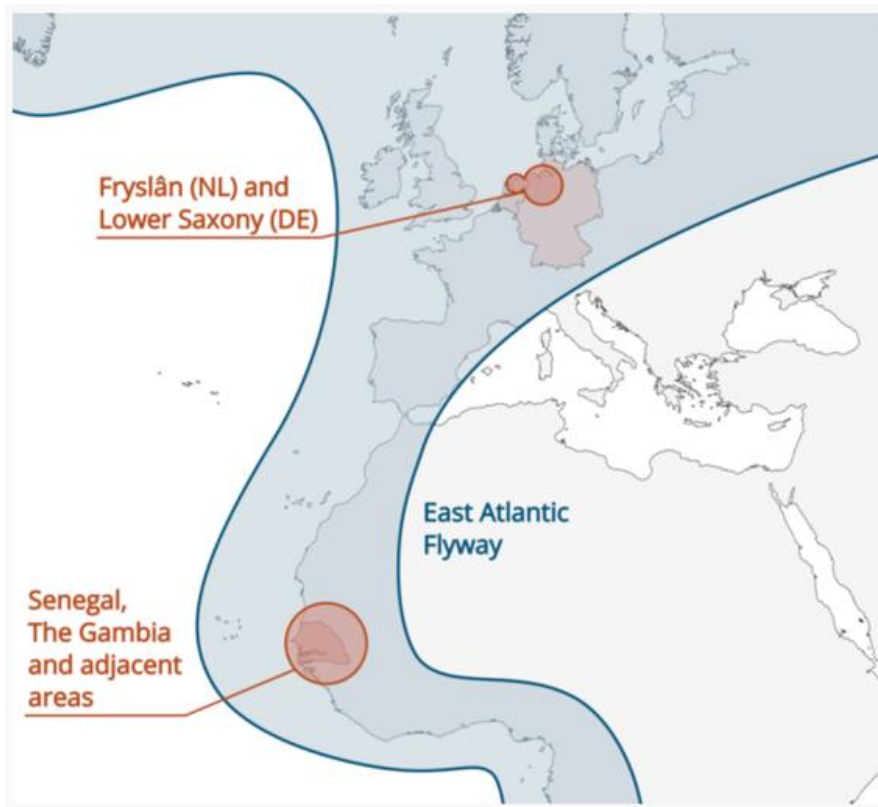 Fryslân (NL) and
Lower Saxony (DE)
East Atlantic
Flyway
Senegal,
The Gambia
and adjacent
areas